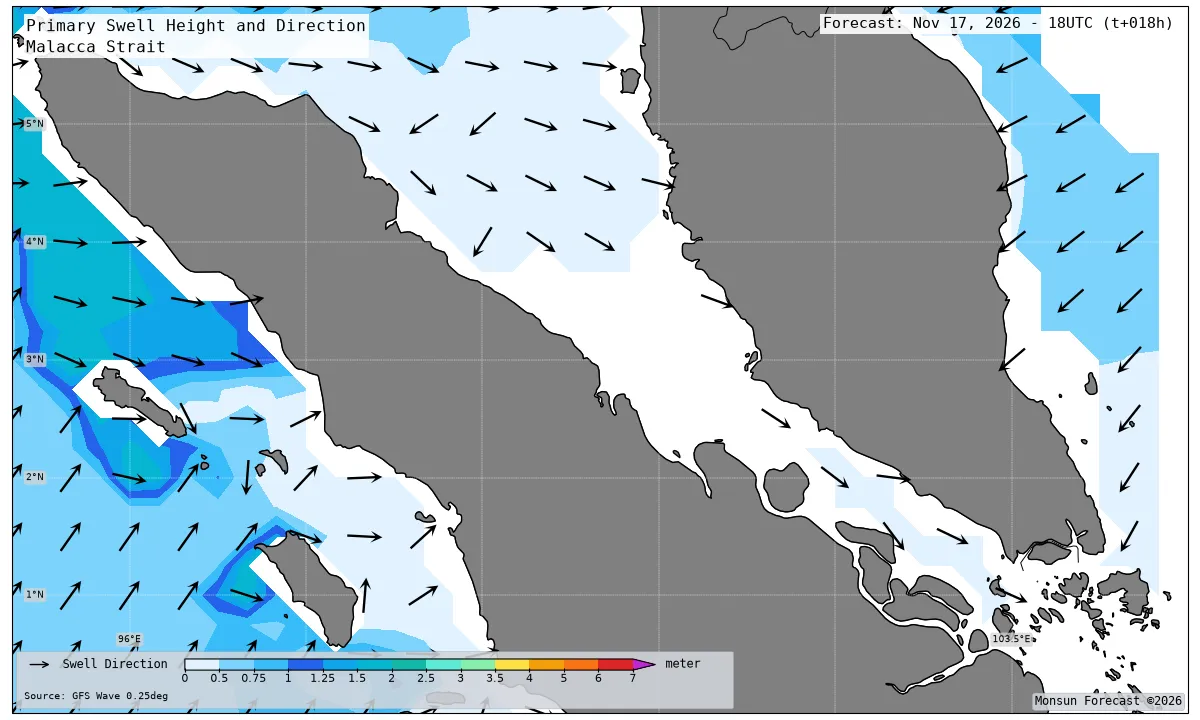 Primary Swell Height and Direction
Malacca Strait
Forecast: Nov 17, 2026 - 18UTC (t+018h)
5°N
4°N
3°N
2°N
1°N
96°E
103.5°E
Swell Direction
0 0.5 0.75 1 1.25 1.5 2 2.5 3 3.5 4 5 6 7
meter
Source: GFS Wave 0.25deg
Monsun Forecast ©2026